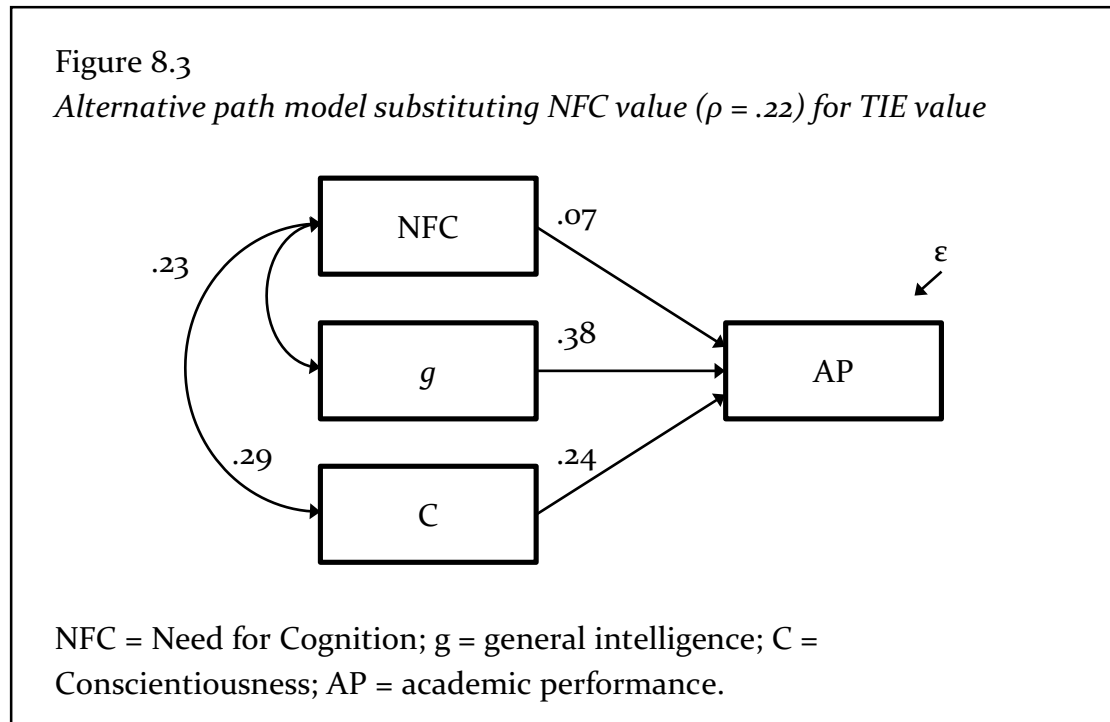 Figure 8.3
Alternative path model substituting NFC value (ρ = .22) for TIE value
NFC
.07
.23
ε
.38
g
AP
.29
.24
C
NFC = Need for Cognition; g = general intelligence; C =
Conscientiousness; AP = academic performance.